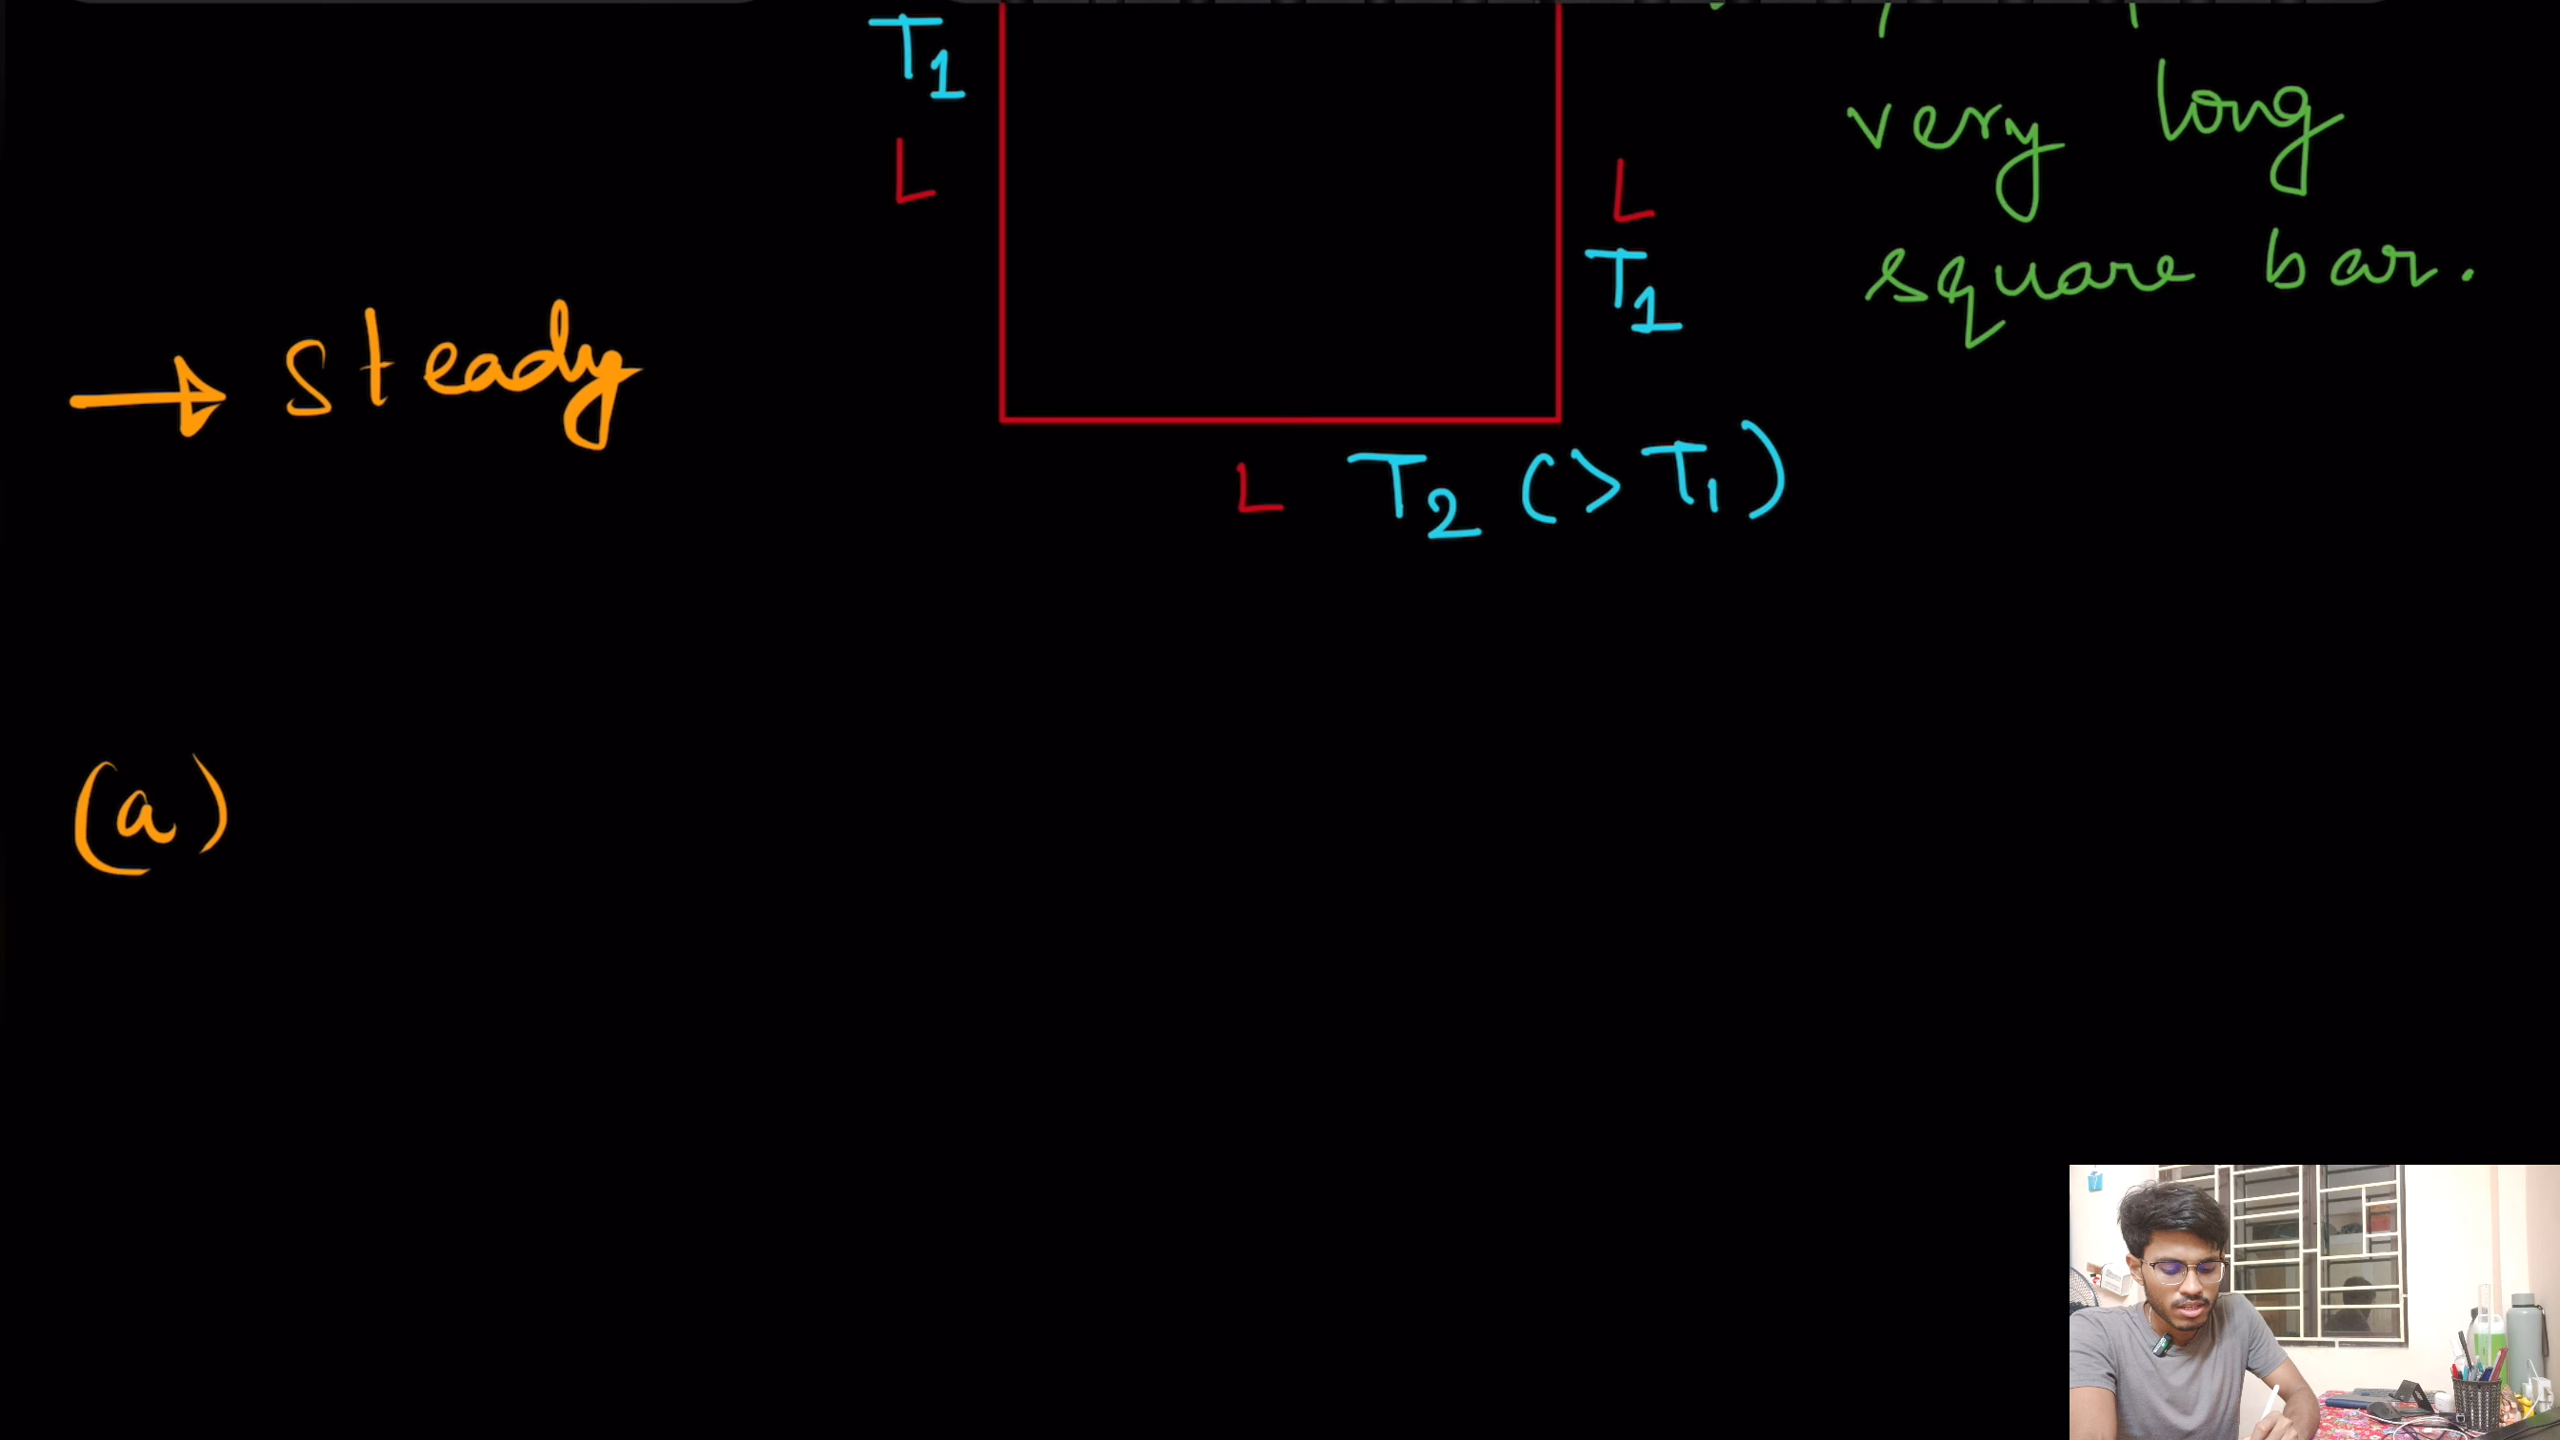 T1
L
very long
L
T1
square bar.
→ Steady
L T2 (> T1)
(a)